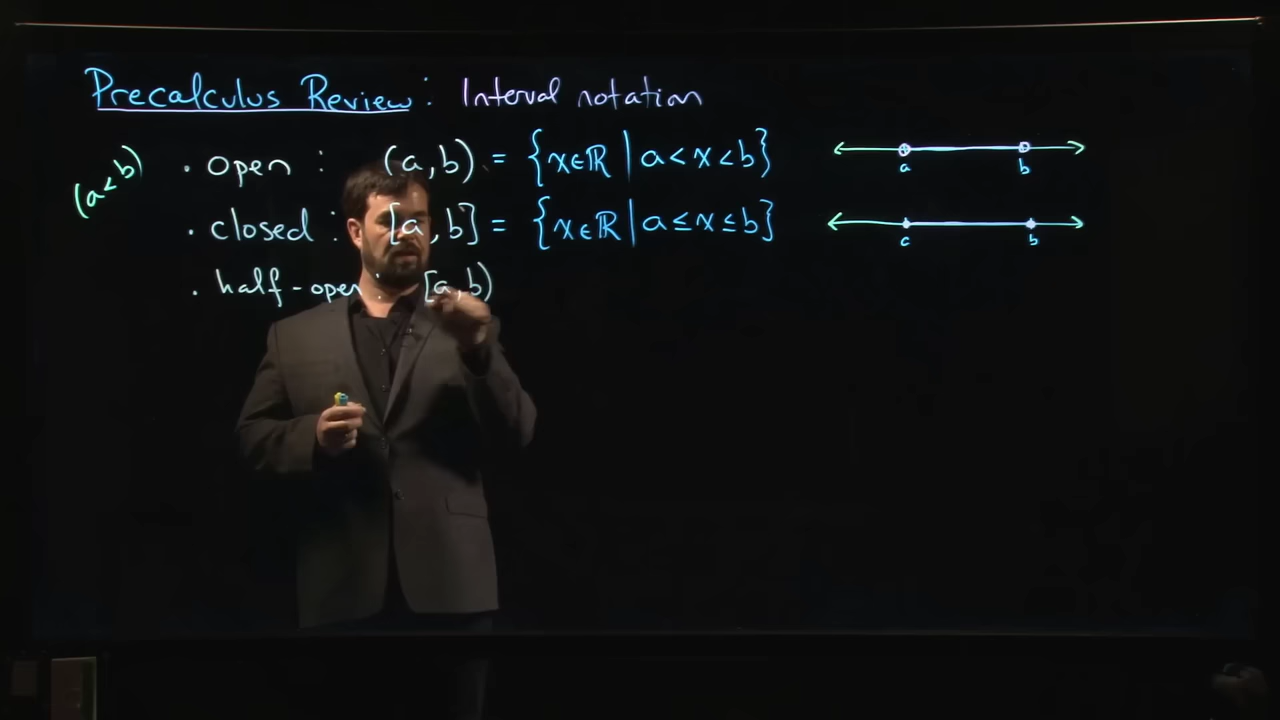 Precalculus Review: Interval notation
(a<b)
• open : (a,b) = {x∈ℝ | a<x<b}
a b
• closed : [a,b] = {x∈ℝ | a≤x≤b}
a b
• half-open: [a,b)